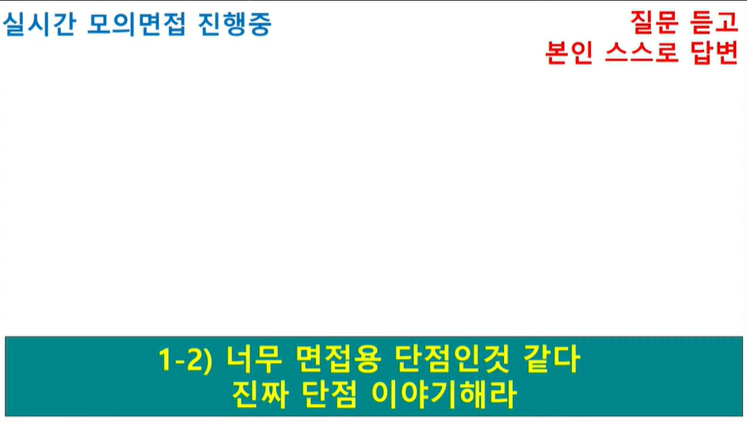 실시간 모의면접 진행중
질문 듣고
본인 스스로 답변
1-2) 너무 면접용 단점인것 같다
진짜 단점 이야기해라